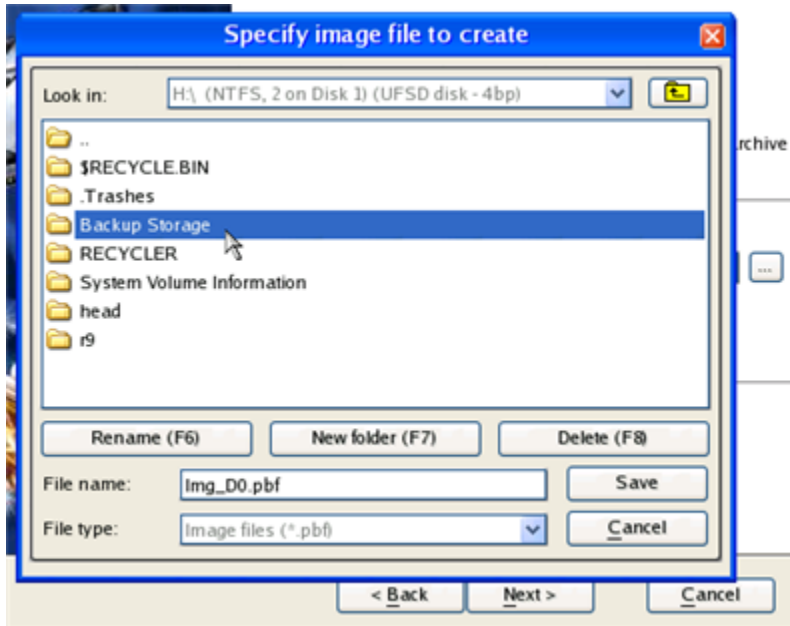 Specify image file to create
Look in: H:\ (NTFS, 2 on Disk 1) (UFSD disk - 4bp)
..
$RECYCLE.BIN
.Trashes
Backup Storage
RECYCLER
System Volume Information
head
r9
Rename (F6) New folder (F7) Delete (F8)
File name: Img_D0.pbf Save
File type: Image files (*.pbf) Cancel
rchive
...
< Back Next > Cancel